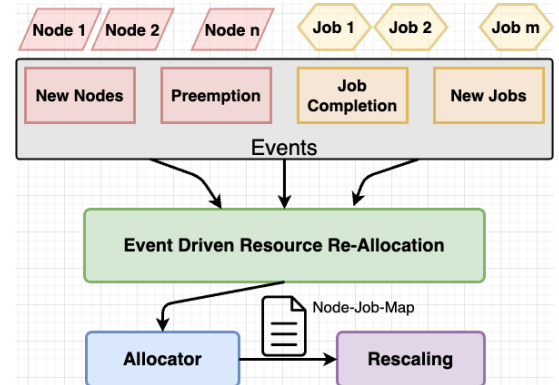 Node 1 Node 2 Node n Job 1 Job 2 Job m
New Nodes Preemption Job Completion New Jobs
Events
Event Driven Resource Re-Allocation
Node-Job-Map
Allocator Rescaling